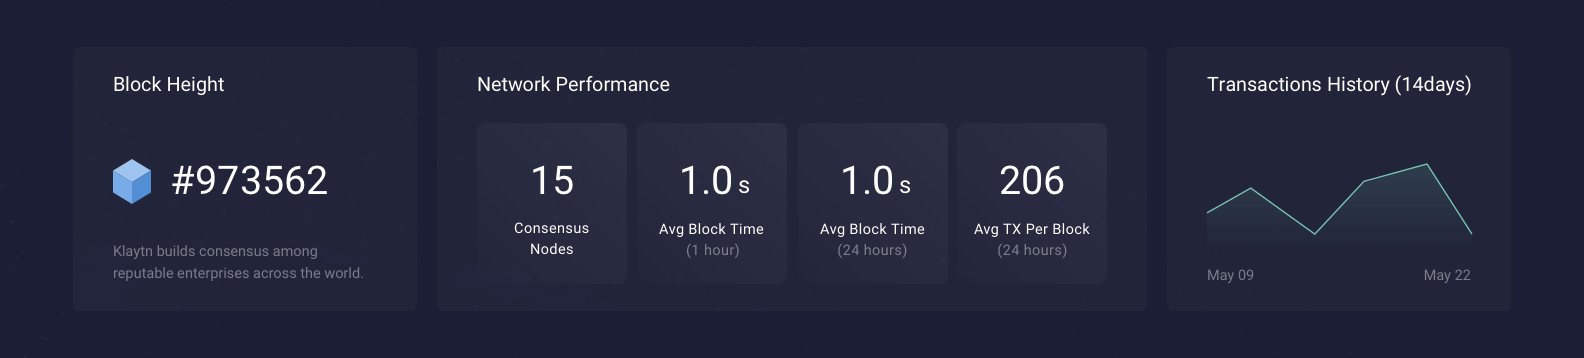 Block Height
#973562
Klaytn builds consensus among
reputable enterprises across the world.
Network Performance
15
Consensus
Nodes
1.0 s
Avg Block Time
(1 hour)
1.0 s
Avg Block Time
(24 hours)
206
Avg TX Per Block
(24 hours)
Transactions History (14days)
May 09
May 22